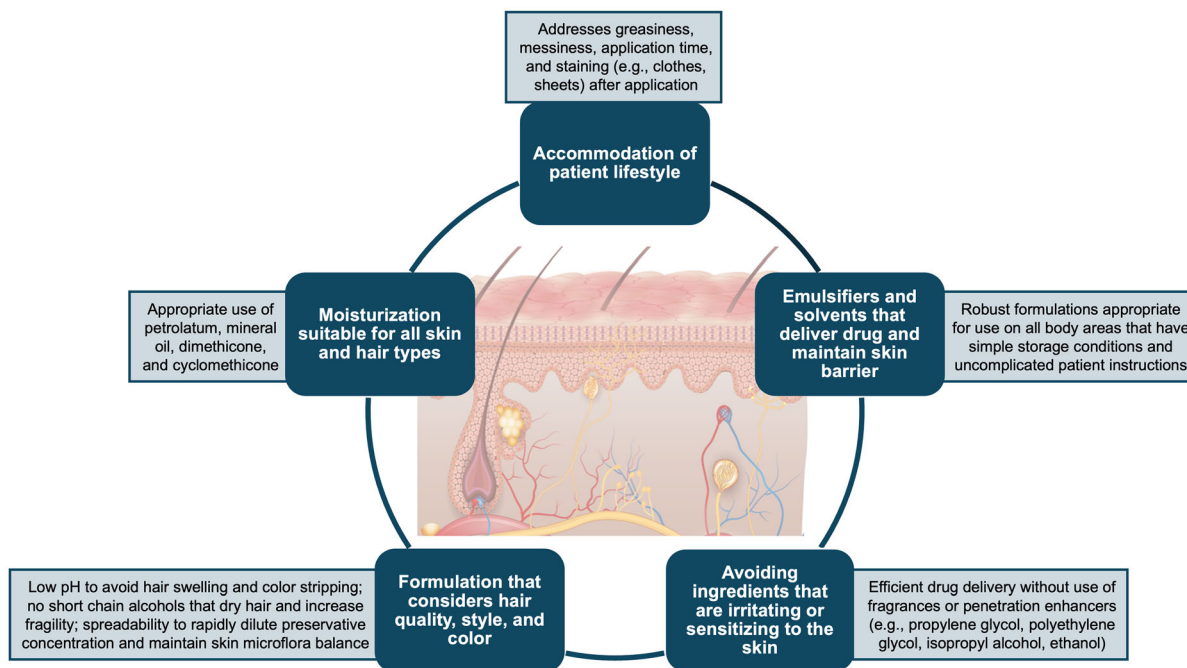 Addresses greasiness,
messiness, application time,
and staining (e.g., clothes,
sheets) after application
Accommodation of
patient lifestyle
Appropriate use of
petrolatum, mineral
oil, dimethicone,
and cyclomethicone
Moisturization
suitable for all skin
and hair types
Emulsifiers and
solvents that
deliver drug and
maintain skin
barrier
Robust formulations appropriate
for use on all body areas that have
simple storage conditions and
uncomplicated patient instructions
Low pH to avoid hair swelling and color stripping;
no short chain alcohols that dry hair and increase
fragility; spreadability to rapidly dilute preservative
concentration and maintain skin microflora balance
Formulation that
considers hair
quality, style, and
color
Avoiding
ingredients that
are irritating or
sensitizing to the
skin
Efficient drug delivery without use of
fragrances or penetration enhancers
(e.g., propylene glycol, polyethylene
glycol, isopropyl alcohol, ethanol)